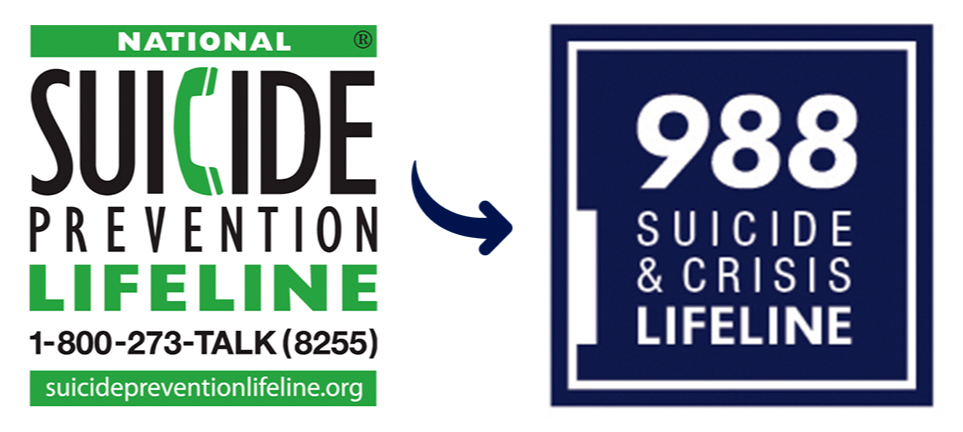 NATIONAL ®
SUICIDE
PREVENTION
LIFELINE
1-800-273-TALK (8255)
suicidepreventionlifeline.org
988
SUICIDE
& CRISIS
LIFELINE